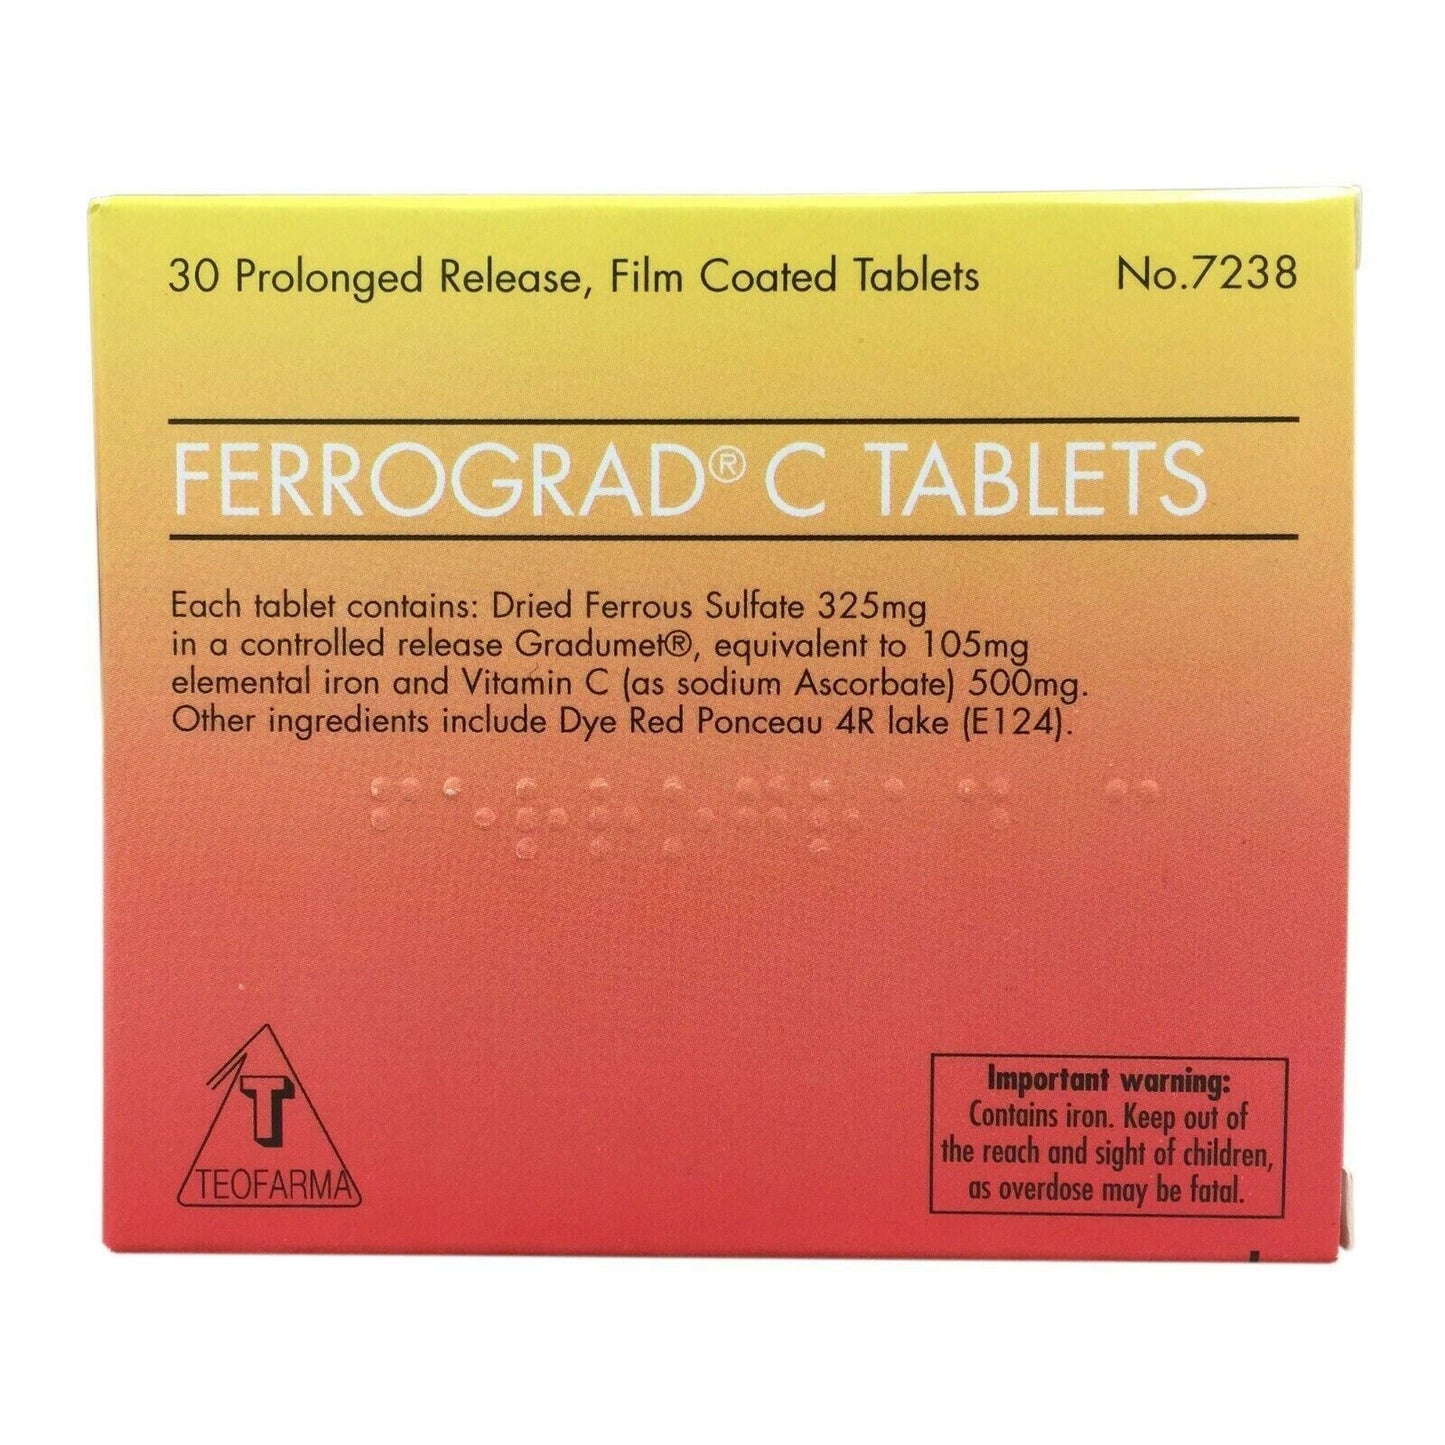 30 Prolonged Release, Film Coated Tablets No.7238
FERROGRAD® C TABLETS
Each tablet contains: Dried Ferrous Sulfate 325mg
in a controlled release Gradumet®, equivalent to 105mg
elemental iron and Vitamin C (as sodium Ascorbate) 500mg.
Other ingredients include Dye Red Ponceau 4R lake (E124).
T
TEOFARMA
Important warning:
Contains iron. Keep out of
the reach and sight of children,
as overdose may be fatal.